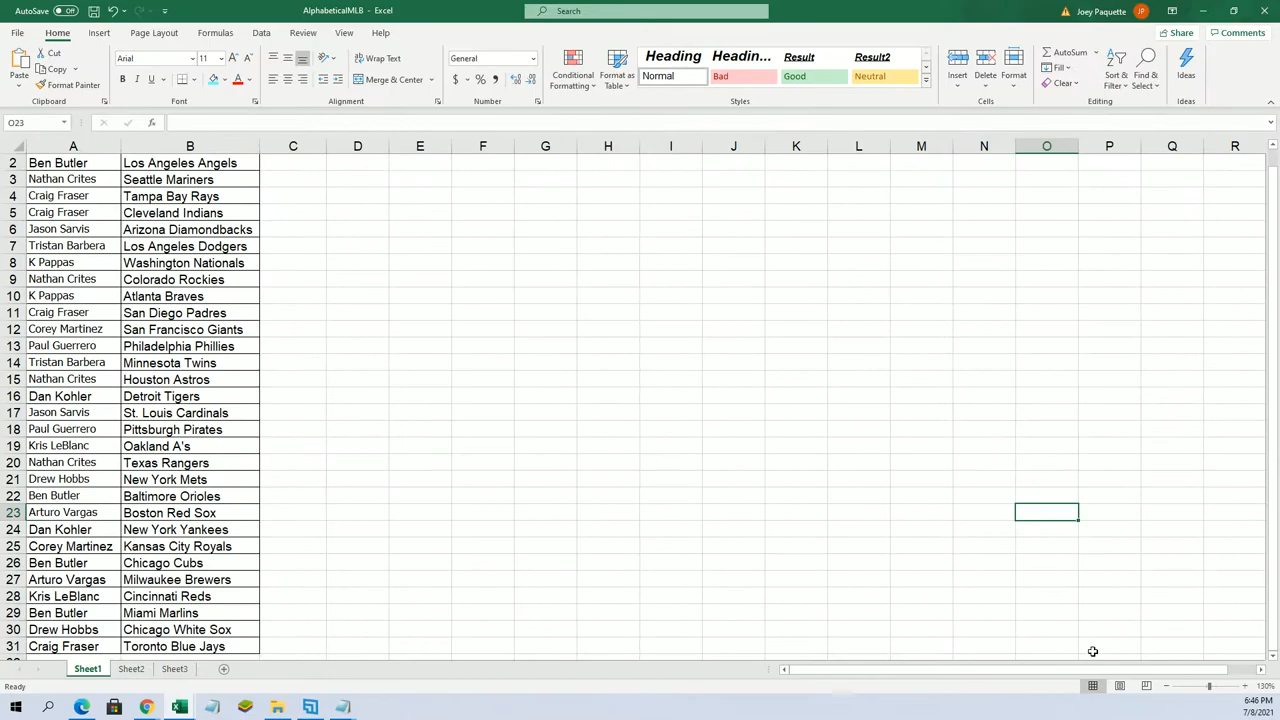 AutoSave Off AlphabeticalMLB - Excel Search Joey Paquette JP
File Home Insert Page Layout Formulas Data Review View Help Share Comments
Paste Cut Copy Format Painter Clipboard
Arial 11 A A B I U A Font
Wrap Text Merge & Center Alignment
General $ % Number
Conditional Formatting Format as Table
Heading Headin... Result Result2
Normal Bad Good Neutral
Styles
Insert Delete Format Cells
AutoSum Fill Clear Sort & Filter Find & Select Editing
Ideas Ideas
O23 fx
A B C D E F G H I J K L M N O P Q R
2 Ben Butler Los Angeles Angels
3 Nathan Crites Seattle Mariners
4 Craig Fraser Tampa Bay Rays
5 Craig Fraser Cleveland Indians
6 Jason Sarvis Arizona Diamondbacks
7 Tristan Barbera Los Angeles Dodgers
8 K Pappas Washington Nationals
9 Nathan Crites Colorado Rockies
10 K Pappas Atlanta Braves
11 Craig Fraser San Diego Padres
12 Corey Martinez San Francisco Giants
13 Paul Guerrero Philadelphia Phillies
14 Tristan Barbera Minnesota Twins
15 Nathan Crites Houston Astros
16 Dan Kohler Detroit Tigers
17 Jason Sarvis St. Louis Cardinals
18 Paul Guerrero Pittsburgh Pirates
19 Kris LeBlanc Oakland A's
20 Nathan Crites Texas Rangers
21 Drew Hobbs New York Mets
22 Ben Butler Baltimore Orioles
23 Arturo Vargas Boston Red Sox
24 Dan Kohler New York Yankees
25 Corey Martinez Kansas City Royals
26 Ben Butler Chicago Cubs
27 Arturo Vargas Milwaukee Brewers
28 Kris LeBlanc Cincinnati Reds
29 Ben Butler Miami Marlins
30 Drew Hobbs Chicago White Sox
31 Craig Fraser Toronto Blue Jays
Sheet1 Sheet2 Sheet3
Ready 130%
6:46 PM
7/8/2021